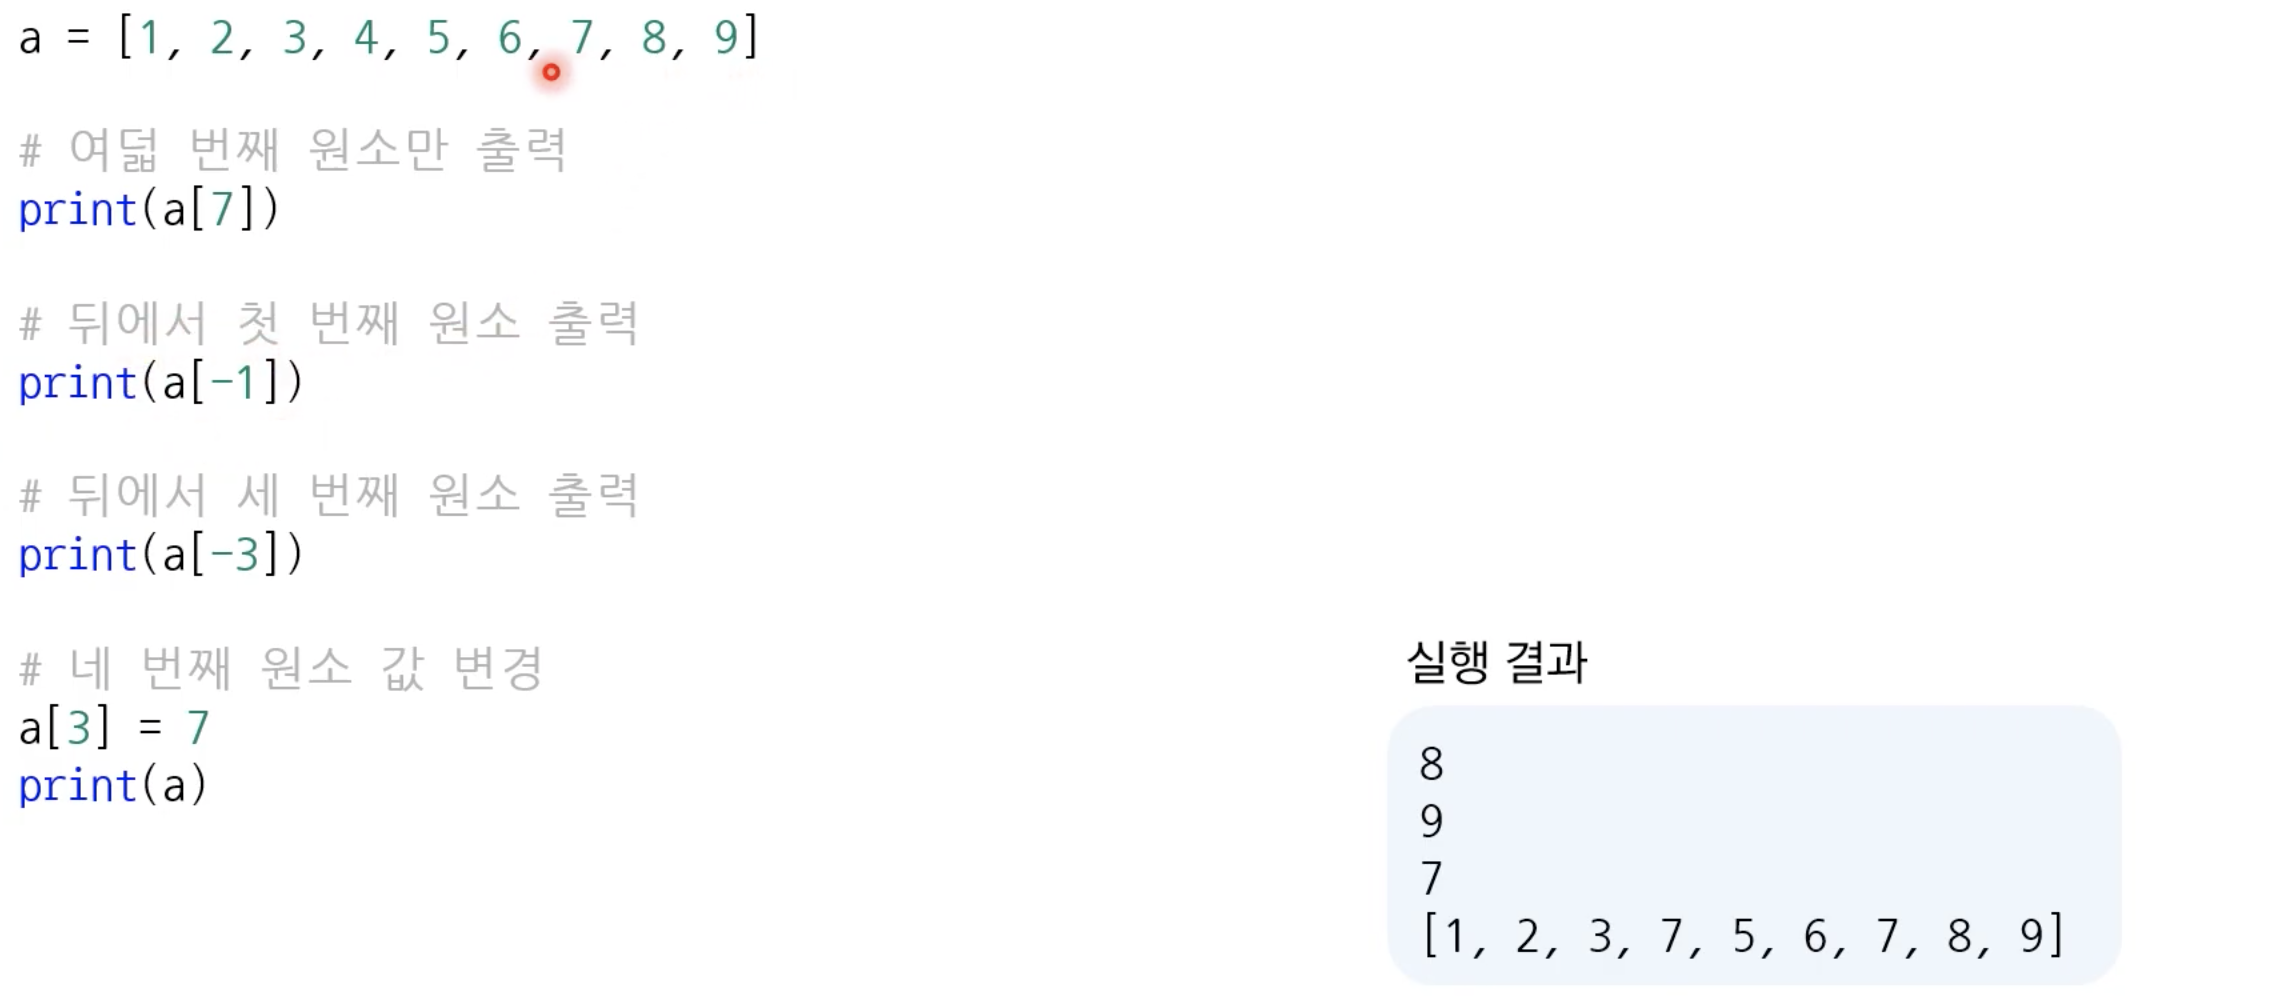 a = [1, 2, 3, 4, 5, 6, 7, 8, 9]
# 여덟 번째 원소만 출력
print(a[7])
# 뒤에서 첫 번째 원소 출력
print(a[-1])
# 뒤에서 세 번째 원소 출력
print(a[-3])
# 네 번째 원소 값 변경
a[3] = 7
print(a)
실행 결과
8
9
7
[1, 2, 3, 7, 5, 6, 7, 8, 9]